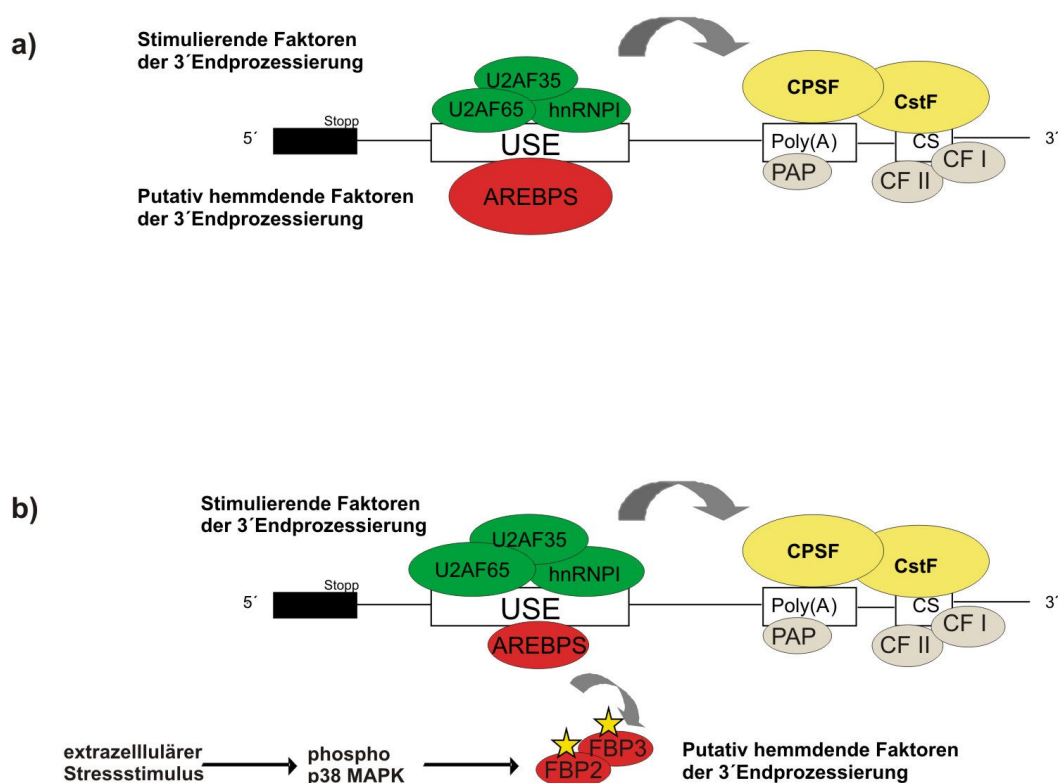 a)
Stimulierende Faktoren
der 3´Endprozessierung
U2AF35
U2AF65
hnRNPI
CPSF
CstF
Stopp
5´
USE
Poly(A)
CS
3´
PAP
CF II
CF I
Putativ hemmdende Faktoren
der 3´Endprozessierung
AREBPS
b)
Stimulierende Faktoren
der 3´Endprozessierung
U2AF35
U2AF65
hnRNPI
CPSF
CstF
Stopp
5´
USE
Poly(A)
CS
3´
PAP
CF II
CF I
AREBPS
extrazelllulärer
Stressstimulus
phospho
p38 MAPK
FBP3
FBP2
Putativ hemmdende Faktoren
der 3´Endprozessierung